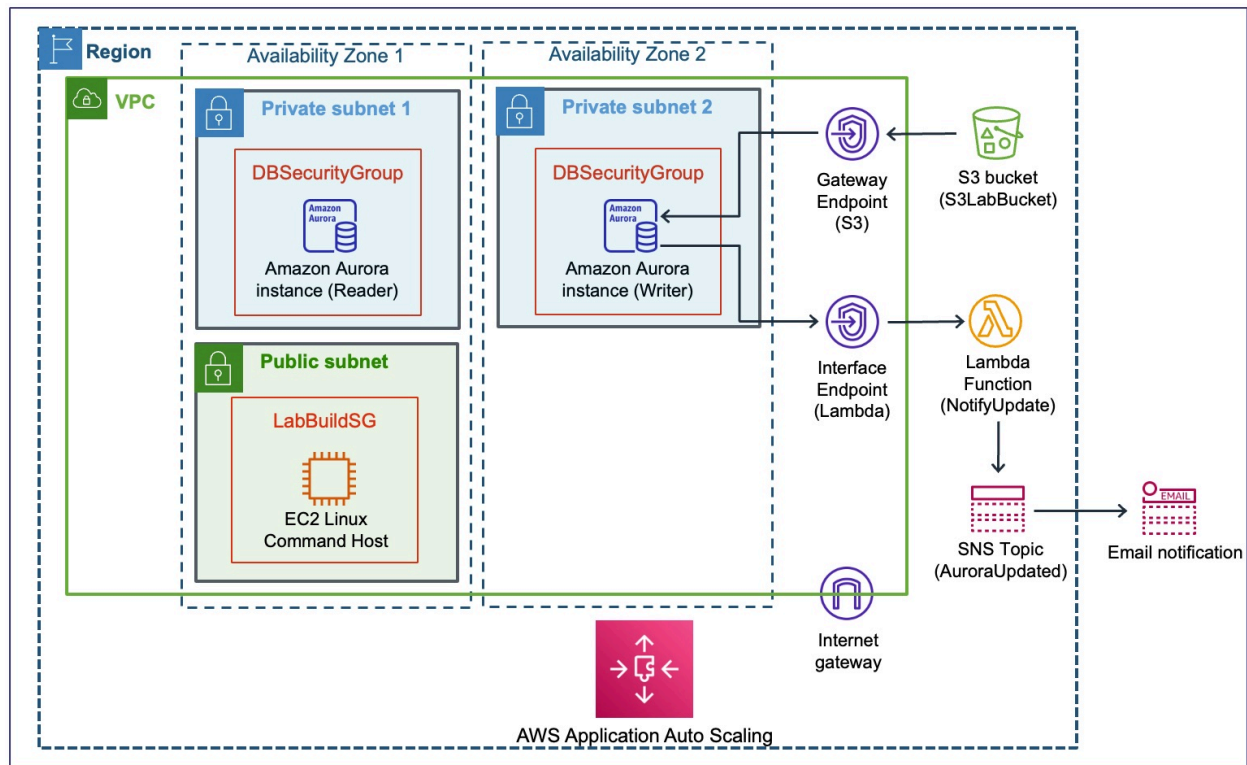 Region
Availability Zone 1
Availability Zone 2
VPC
Private subnet 1
DBSecurityGroup
Amazon
Aurora
Amazon Aurora
instance (Reader)
Private subnet 2
DBSecurityGroup
Amazon
Aurora
Amazon Aurora
instance (Writer)
Gateway
Endpoint
(S3)
S3 bucket
(S3LabBucket)
Public subnet
LabBuildSG
EC2 Linux
Command Host
Interface
Endpoint
(Lambda)
Lambda
Function
(NotifyUpdate)
SNS Topic
(AuroraUpdated)
EMAIL
Email notification
Internet
gateway
AWS Application Auto Scaling